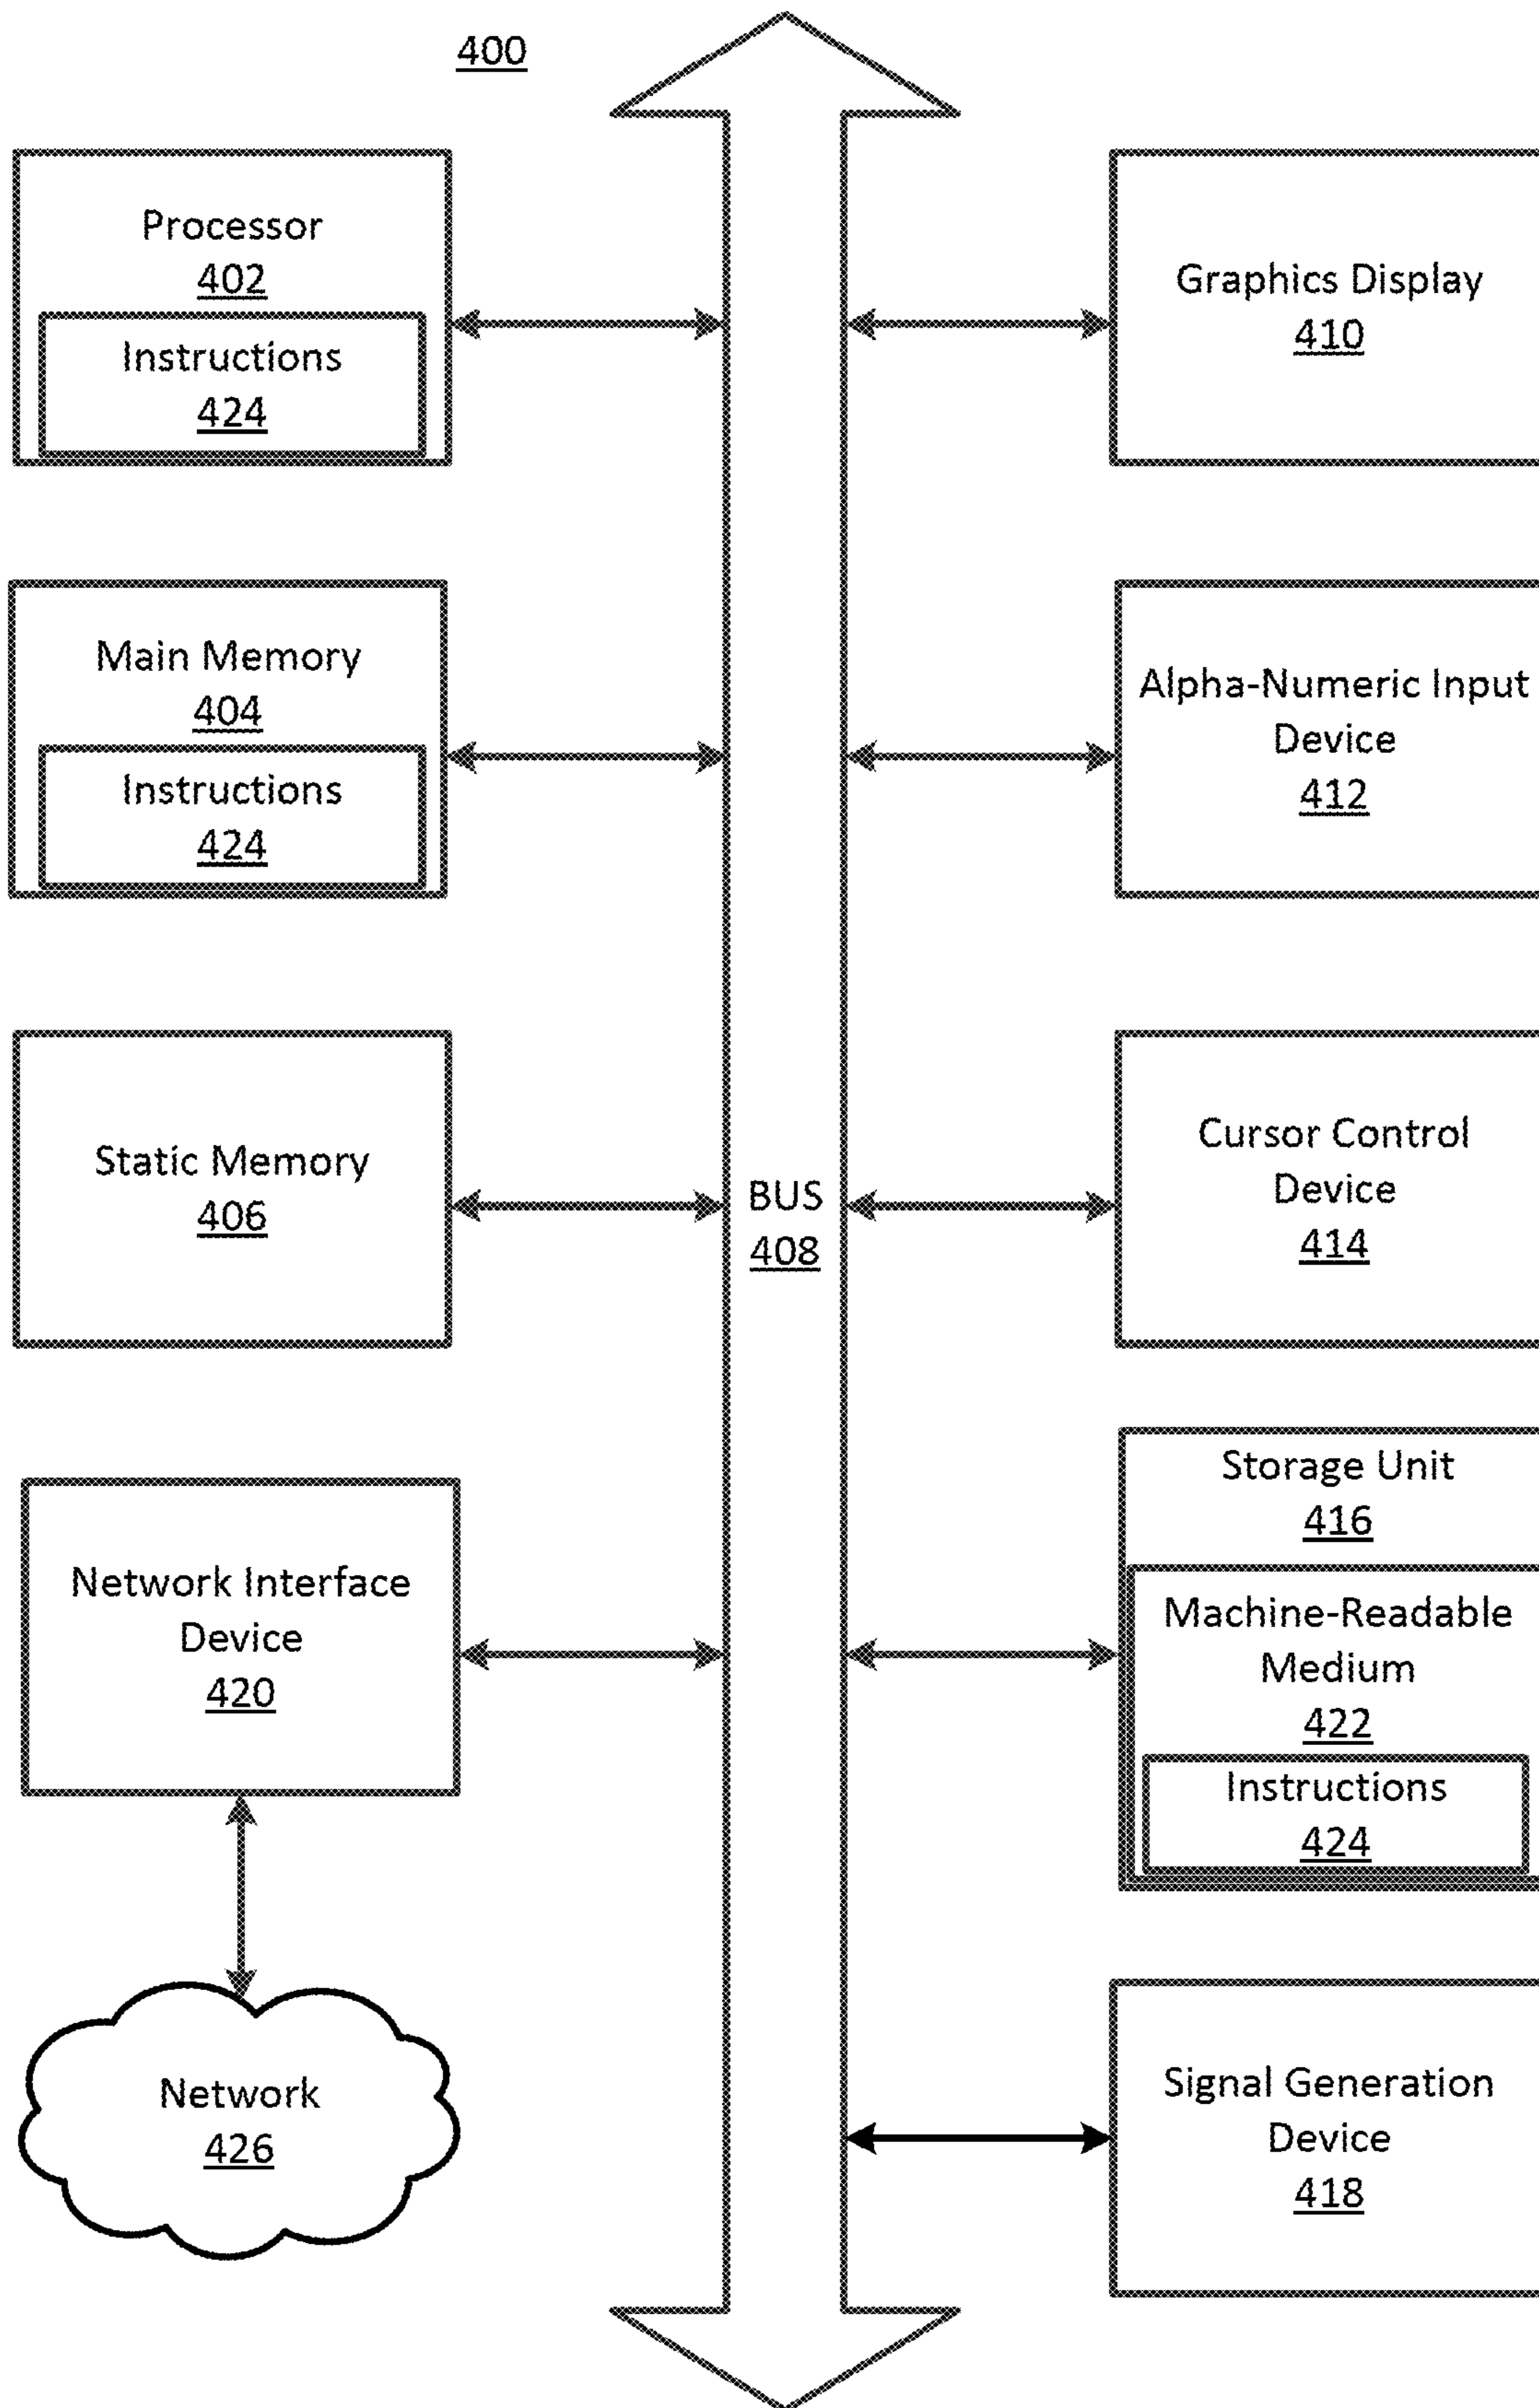 400
Processor
402
Instructions
424
Graphics Display
410
Main Memory
404
Instructions
424
Alpha-Numeric Input
Device
412
Static Memory
406
BUS
408
Cursor Control
Device
414
Network Interface
Device
420
Storage Unit
416
Machine-Readable
Medium
422
Instructions
424
Network
426
Signal Generation
Device
418